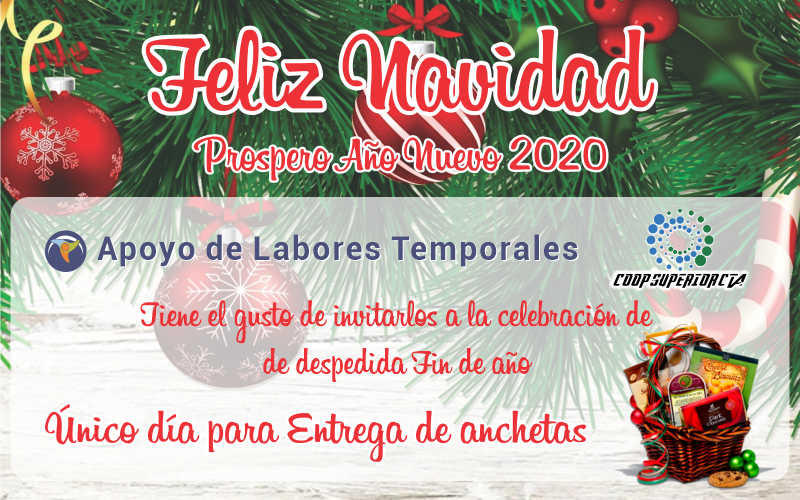 Feliz Navidad
Prospero Año Nuevo 2020
Apoyo de Labores Temporales
COOPSUPERIORCTA
Tiene el gusto de invitarlos a la celebración de
de despedida Fin de año
Único día para Entrega de anchetas